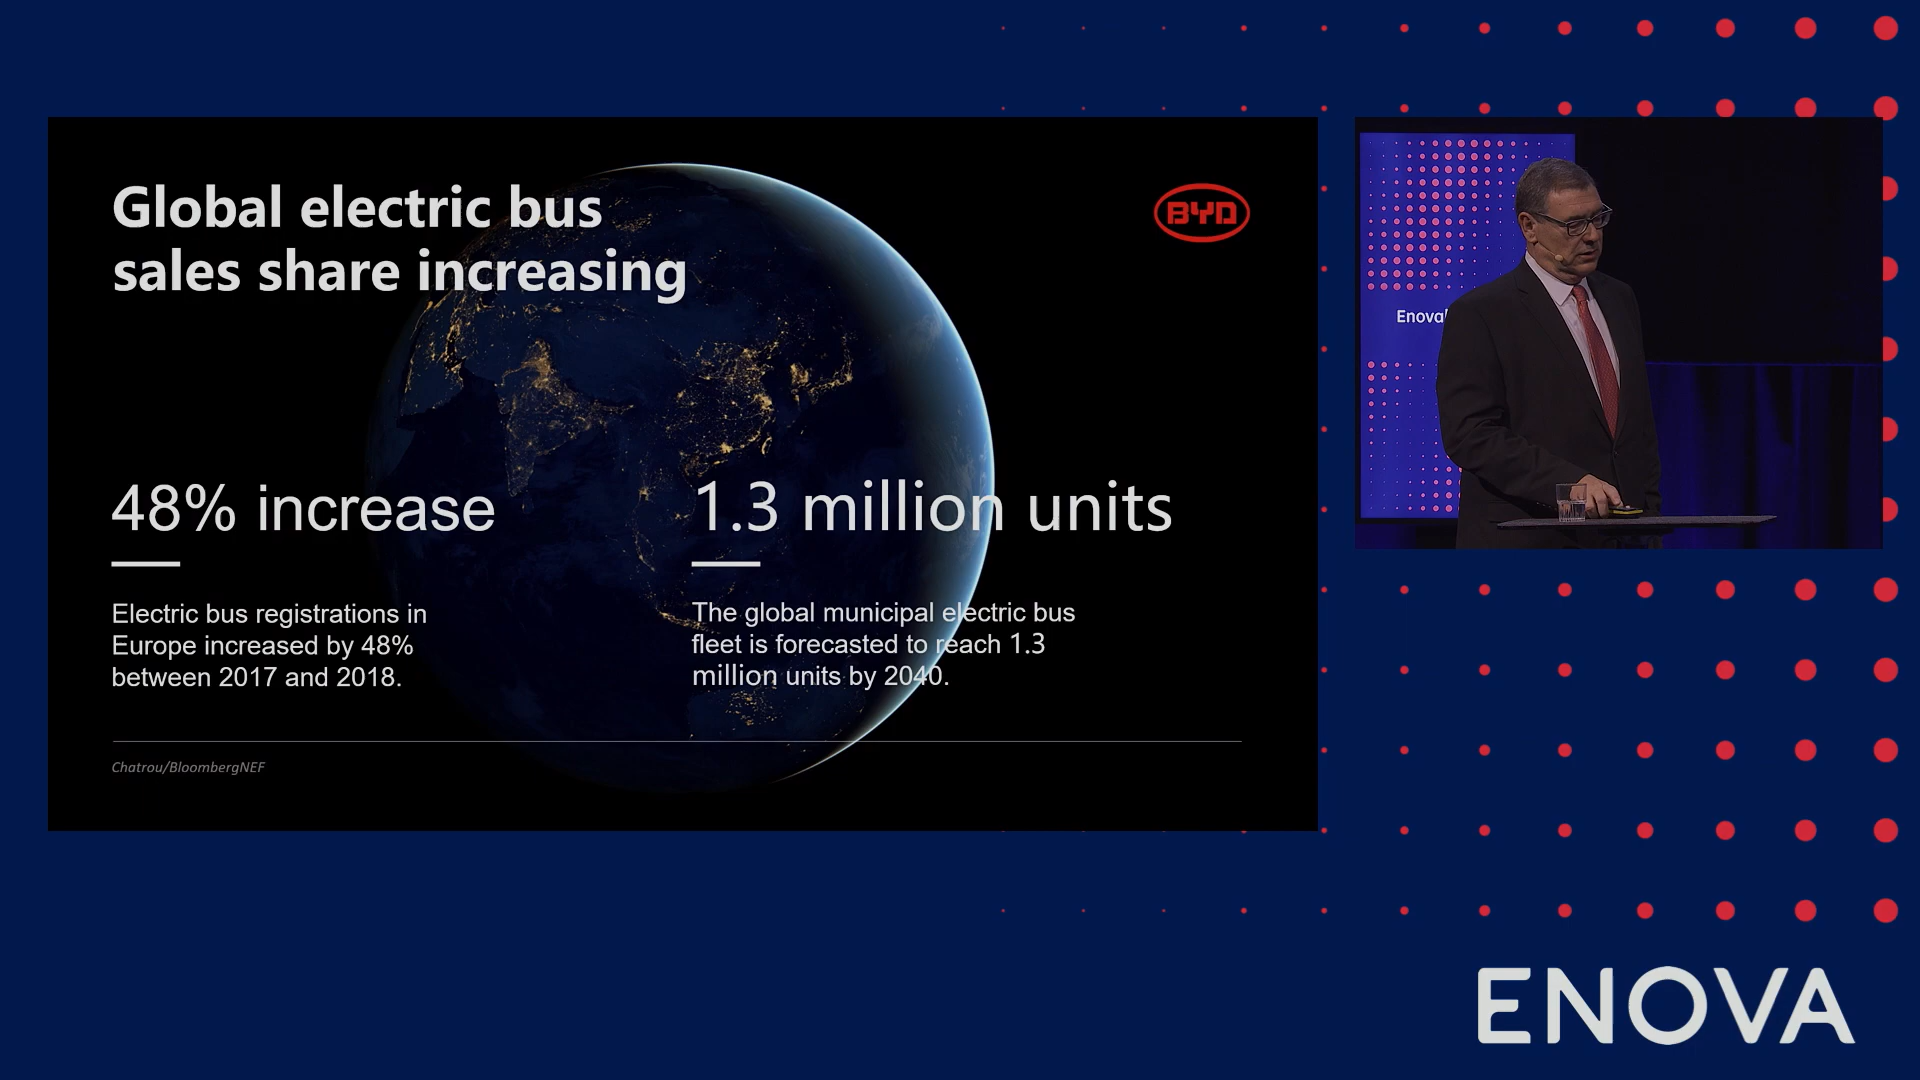 Global electric bus
sales share increasing
BYD
48% increase
Electric bus registrations in
Europe increased by 48%
between 2017 and 2018.
1.3 million units
The global municipal electric bus
fleet is forecasted to reach 1.3
million units by 2040.
Chatrou/BloombergNEF
Enova
ENOVA